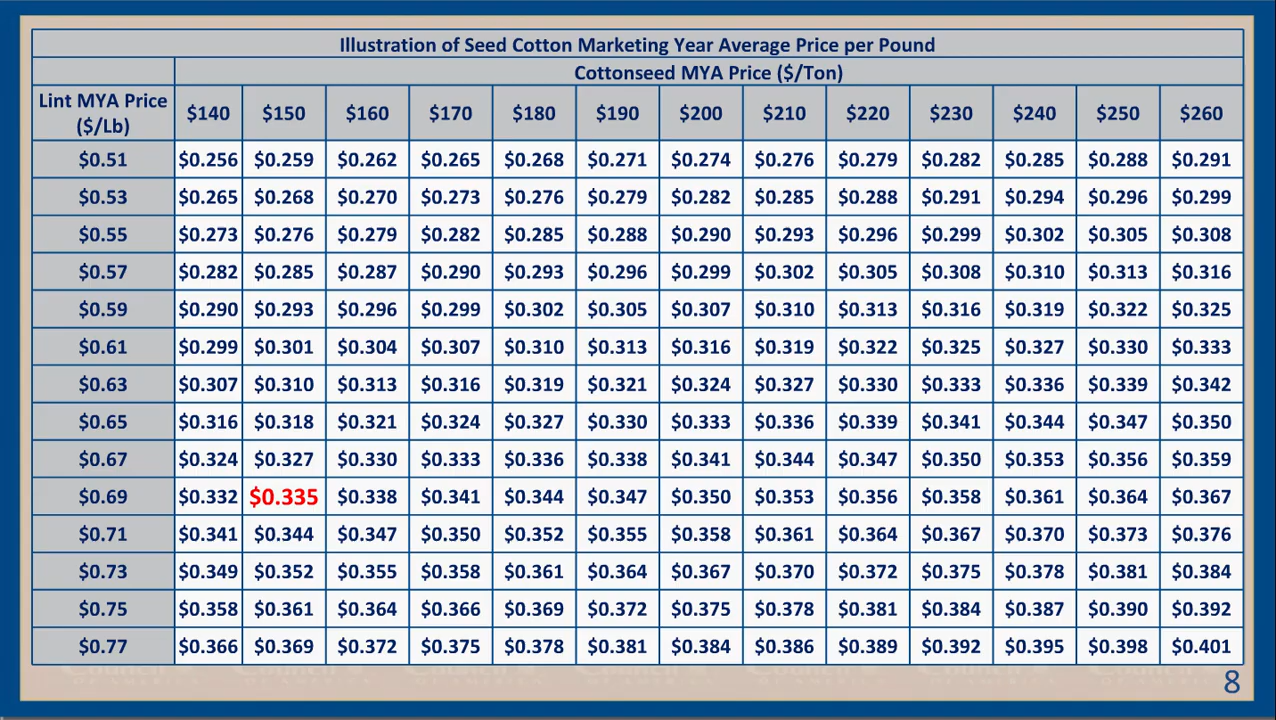 Illustration of Seed Cotton Marketing Year Average Price per Pound
Cottonseed MYA Price ($/Ton)
Lint MYA Price ($/Lb) $140 $150 $160 $170 $180 $190 $200 $210 $220 $230 $240 $250 $260
$0.51 $0.256 $0.259 $0.262 $0.265 $0.268 $0.271 $0.274 $0.276 $0.279 $0.282 $0.285 $0.288 $0.291
$0.53 $0.265 $0.268 $0.270 $0.273 $0.276 $0.279 $0.282 $0.285 $0.288 $0.291 $0.294 $0.296 $0.299
$0.55 $0.273 $0.276 $0.279 $0.282 $0.285 $0.288 $0.290 $0.293 $0.296 $0.299 $0.302 $0.305 $0.308
$0.57 $0.282 $0.285 $0.287 $0.290 $0.293 $0.296 $0.299 $0.302 $0.305 $0.308 $0.310 $0.313 $0.316
$0.59 $0.290 $0.293 $0.296 $0.299 $0.302 $0.305 $0.307 $0.310 $0.313 $0.316 $0.319 $0.322 $0.325
$0.61 $0.299 $0.301 $0.304 $0.307 $0.310 $0.313 $0.316 $0.319 $0.322 $0.325 $0.327 $0.330 $0.333
$0.63 $0.307 $0.310 $0.313 $0.316 $0.319 $0.321 $0.324 $0.327 $0.330 $0.333 $0.336 $0.339 $0.342
$0.65 $0.316 $0.318 $0.321 $0.324 $0.327 $0.330 $0.333 $0.336 $0.339 $0.341 $0.344 $0.347 $0.350
$0.67 $0.324 $0.327 $0.330 $0.333 $0.336 $0.338 $0.341 $0.344 $0.347 $0.350 $0.353 $0.356 $0.359
$0.69 $0.332 $0.335 $0.338 $0.341 $0.344 $0.347 $0.350 $0.353 $0.356 $0.358 $0.361 $0.364 $0.367
$0.71 $0.341 $0.344 $0.347 $0.350 $0.352 $0.355 $0.358 $0.361 $0.364 $0.367 $0.370 $0.373 $0.376
$0.73 $0.349 $0.352 $0.355 $0.358 $0.361 $0.364 $0.367 $0.370 $0.372 $0.375 $0.378 $0.381 $0.384
$0.75 $0.358 $0.361 $0.364 $0.366 $0.369 $0.372 $0.375 $0.378 $0.381 $0.384 $0.387 $0.390 $0.392
$0.77 $0.366 $0.369 $0.372 $0.375 $0.378 $0.381 $0.384 $0.386 $0.389 $0.392 $0.395 $0.398 $0.401
8